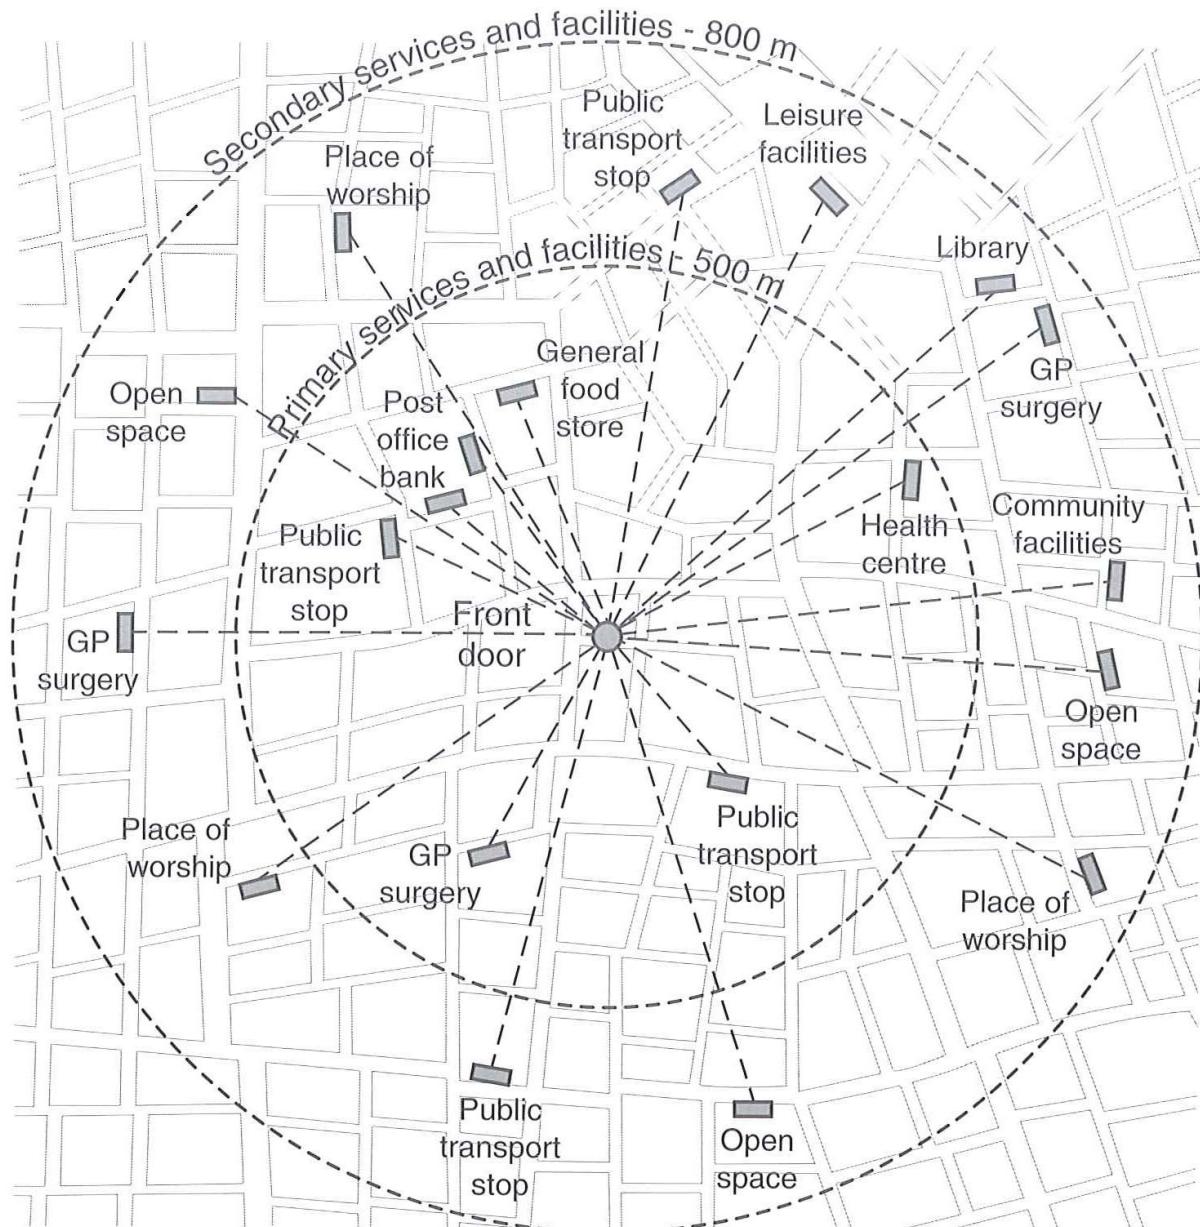 Secondary services and facilities - 800 m
Public
transport
stop
Leisure
facilities
Place of
worship
Library
Primary services and facilities - 500 m
GP
surgery
General
food
store
Open
space
Post
office
bank
Public
transport
stop
Health
centre
Community
facilities
Front
door
GP
surgery
Open
space
Place of
worship
GP
surgery
Public
transport
stop
Place of
worship
Public
transport
stop
Open
space